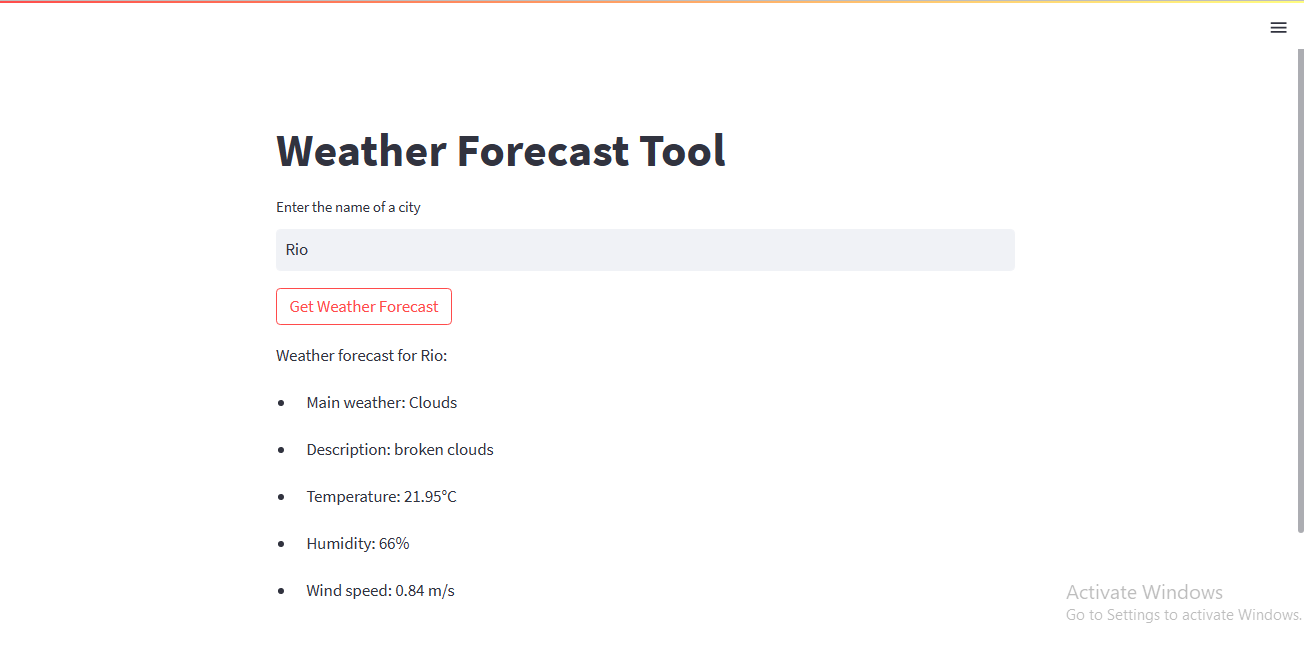 Weather Forecast Tool
Enter the name of a city
Rio
Get Weather Forecast
Weather forecast for Rio:
Main weather: Clouds
Description: broken clouds
Temperature: 21.95°C
Humidity: 66%
Wind speed: 0.84 m/s
Activate Windows
Go to Settings to activate Windows.